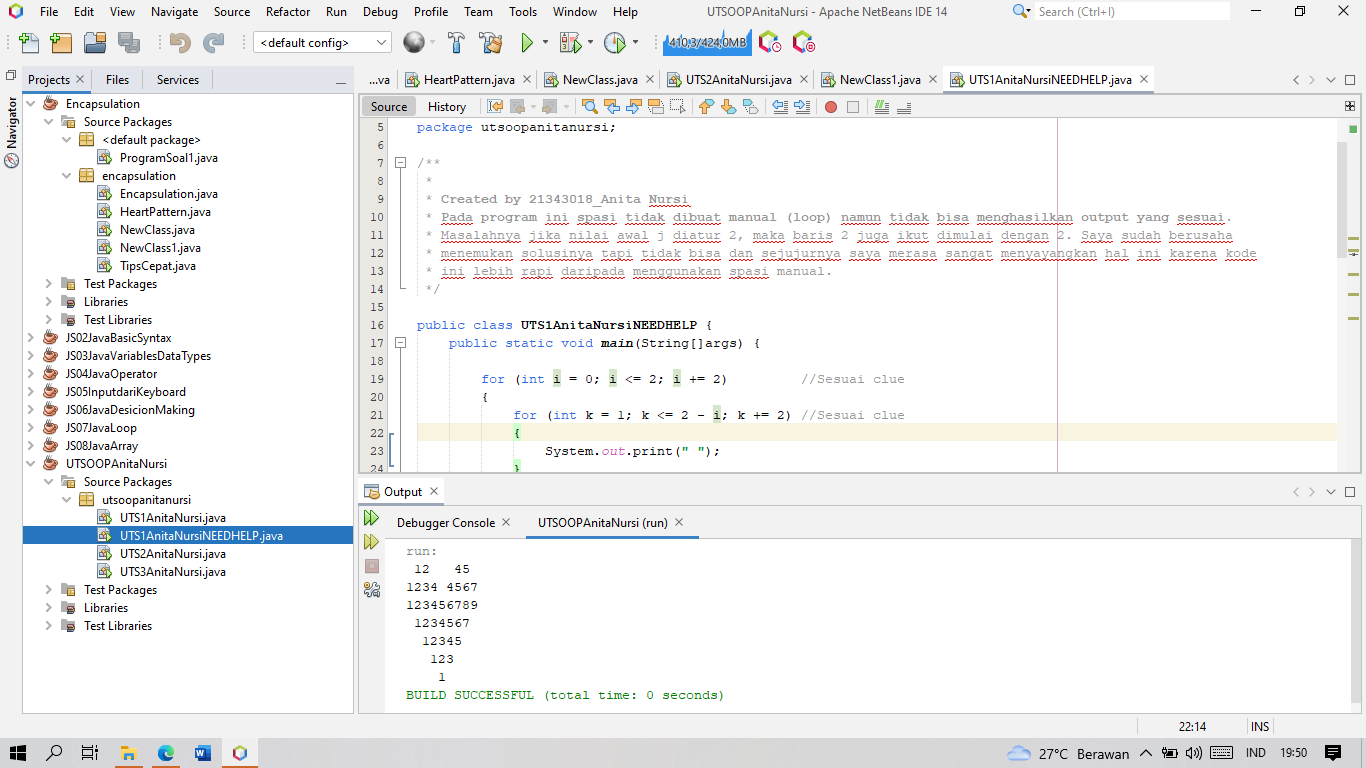 File Edit View Navigate Source Refactor Run Debug Profile Team Tools Window Help
UTSOOPAnitaNursi - Apache NetBeans IDE 14
Search (Ctrl+I)
<default config>
410,3/424,0MB
Projects
Files
Services
...va
HeartPattern.java
NewClass.java
UTS2AnitaNursi.java
NewClass1.java
UTS1AnitaNursiNEEDHELP.java
Navigator
Encapsulation
Source Packages
<default package>
ProgramSoal1.java
encapsulation
Encapsulation.java
HeartPattern.java
NewClass.java
NewClass1.java
TipsCepat.java
Test Packages
Libraries
Test Libraries
JS02JavaBasicSyntax
JS03JavaVariablesDataTypes
JS04JavaOperator
JS05InputdariKeyboard
JS06JavaDesicionMaking
JS07JavaLoop
JS08JavaArray
UTSOOPAnitaNursi
Source Packages
utsoopanitanursi
UTS1AnitaNursi.java
UTS1AnitaNursiNEEDHELP.java
UTS2AnitaNursi.java
UTS3AnitaNursi.java
Test Packages
Libraries
Test Libraries
Source
History
5 package utsoopanitanursi;
6
7 /**
8 *
9 * Created by 21343018_Anita Nursi
10 * Pada program ini spasi tidak dibuat manual (loop) namun tidak bisa menghasilkan output yang sesuai.
11 * Masalahnya jika nilai awal j diatur 2, maka baris 2 juga ikut dimulai dengan 2. Saya sudah berusaha
12 * menemukan solusinya tapi tidak bisa dan sejujurnya saya merasa sangat menyayangkan hal ini karena kode
13 * ini lebih rapi daripada menggunakan spasi manual.
14 */
15
16 public class UTS1AnitaNursiNEEDHELP {
17 public static void main(String[]args) {
18
19 for (int i = 0; i <= 2; i += 2) //Sesuai clue
20 {
21 for (int k = 1; k <= 2 - i; k += 2) //Sesuai clue
22 {
23 System.out.print(" ");
24 }
Output
Debugger Console
UTSOOPAnitaNursi (run)
run:
12 45
1234 4567
123456789
1234567
12345
123
1
BUILD SUCCESSFUL (total time: 0 seconds)
22:14
INS
27°C Berawan
IND
19:50